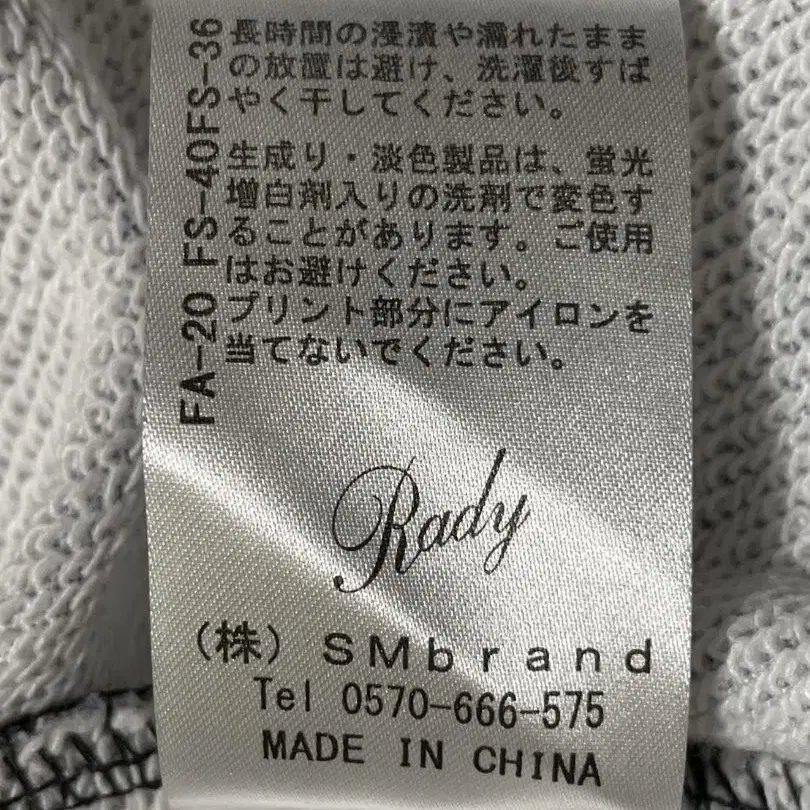 長時間の浸漬や濡れたまま
の放置は避け、洗濯後すば
やく干してください。
生成り・淡色製品は、蛍光
増白剤入りの洗剤で変色す
ることがあります。ご使用
はお避けください。
プリント部分にアイロンを
当てないでください。
FA-20 FS-40FS-36
Rady
(株) SMbrand
Tel 0570-666-575
MADE IN CHINA